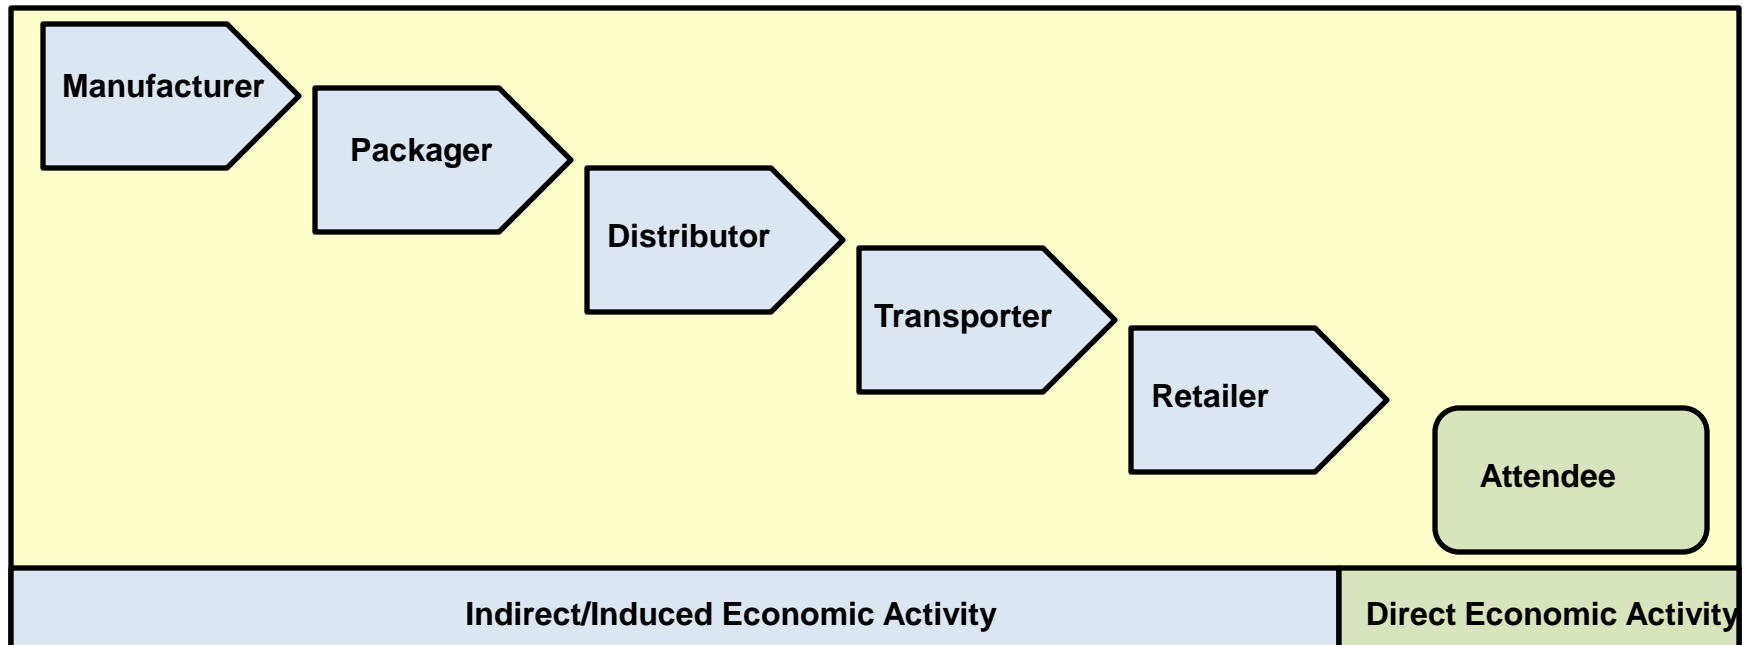 Manufacturer
Packager
Distributor
Transporter
Retailer
Attendee
Indirect/Induced Economic Activity
Direct Economic Activity